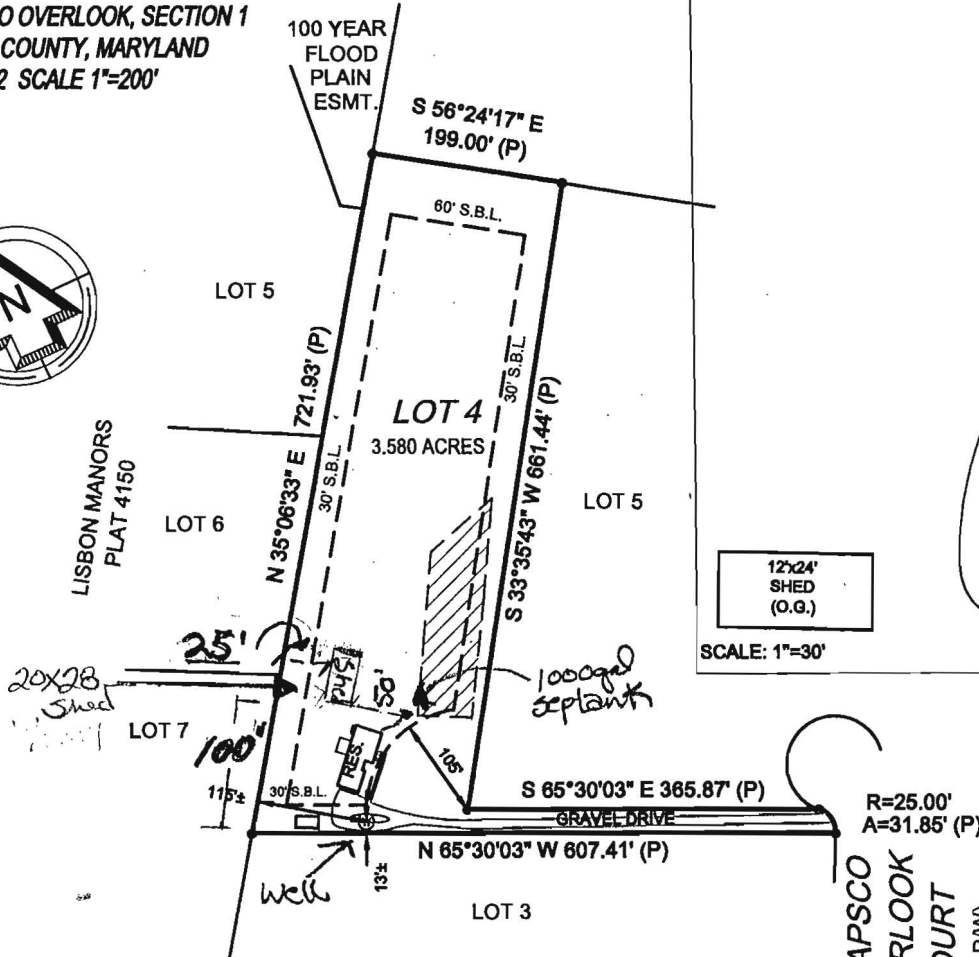 O OVERLOOK, SECTION 1
COUNTY, MARYLAND
2 SCALE 1"=200'
100 YEAR
FLOOD
PLAIN
ESMT.
S 56°24'17" E
199.00' (P)
60' S.B.L.
N
LOT 5
N 35°06'33" E 721.93' (P)
30' S.B.L.
LOT 4
3.580 ACRES
30' S.B.L.
S 33°35'43" W 661.44' (P)
LOT 5
LISBON MANORS
PLAT 4150
LOT 6
12'x24'
SHED
(O.G.)
SCALE: 1"=30'
25'
20x28
Shed
Shed
50'
1000gal
septank
LOT 7
100'
115'±
30' S.B.L.
RES.
105'
S 65°30'03" E 365.87' (P)
GRAVEL DRIVE
R=25.00'
A=31.85' (P)
N 65°30'03" W 607.41' (P)
well
13'±
LOT 3
APSCO
RLOOK
OURT